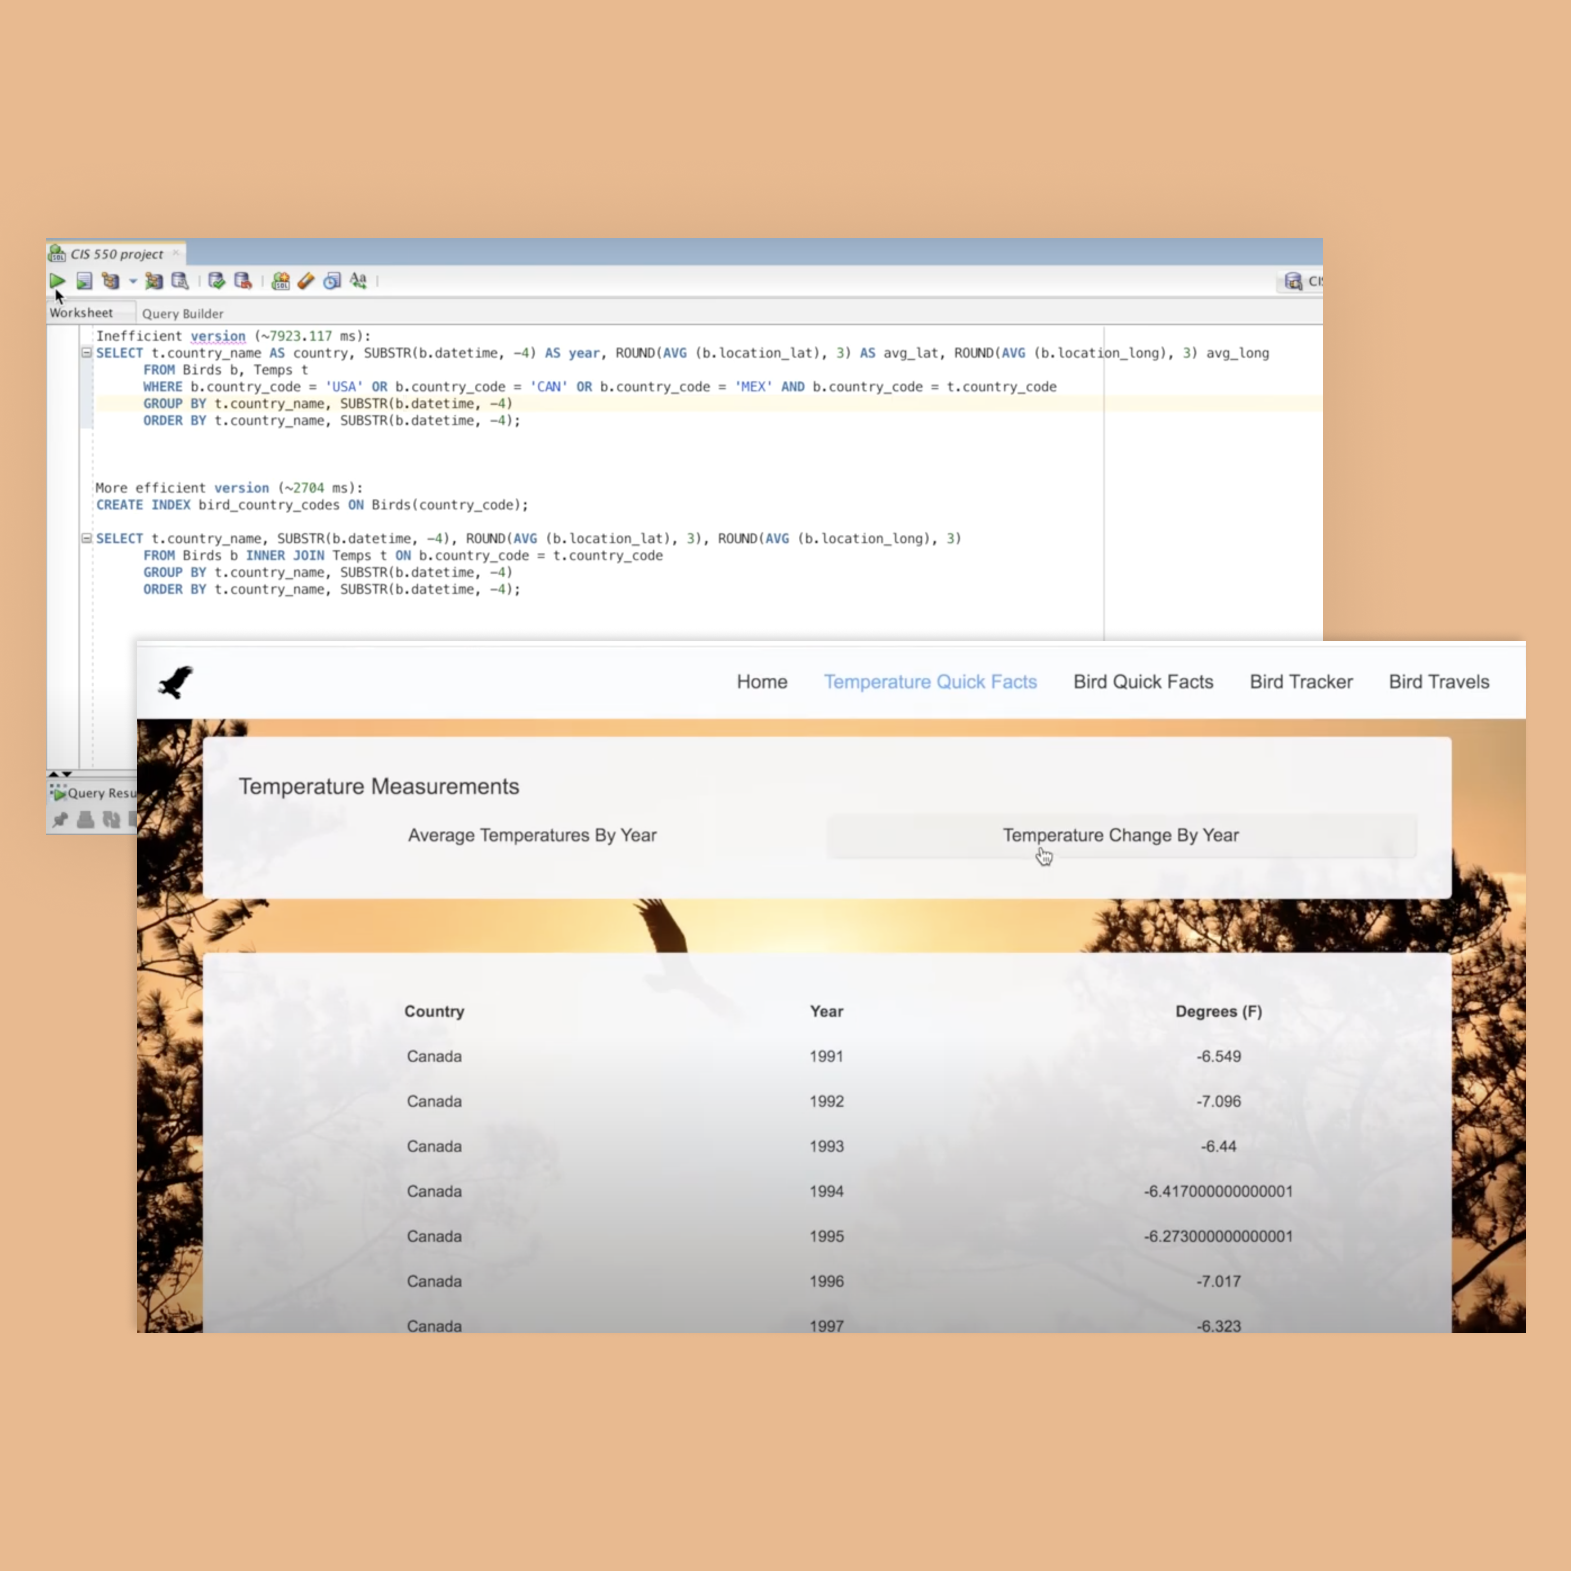 CIS 550 project
CI
Worksheet
Query Builder
Inefficient version (~7923.117 ms):
SELECT t.country_name AS country, SUBSTR(b.datetime, -4) AS year, ROUND(AVG (b.location_lat), 3) AS avg_lat, ROUND(AVG (b.location_long), 3) avg_long
FROM Birds b, Temps t
WHERE b.country_code = 'USA' OR b.country_code = 'CAN' OR b.country_code = 'MEX' AND b.country_code = t.country_code
GROUP BY t.country_name, SUBSTR(b.datetime, -4)
ORDER BY t.country_name, SUBSTR(b.datetime, -4);
More efficient version (~2704 ms):
CREATE INDEX bird_country_codes ON Birds(country_code);
SELECT t.country_name, SUBSTR(b.datetime, -4), ROUND(AVG (b.location_lat), 3), ROUND(AVG (b.location_long), 3)
FROM Birds b INNER JOIN Temps t ON b.country_code = t.country_code
GROUP BY t.country_name, SUBSTR(b.datetime, -4)
ORDER BY t.country_name, SUBSTR(b.datetime, -4);
Query Resu
Home Temperature Quick Facts Bird Quick Facts Bird Tracker Bird Travels
Temperature Measurements
Average Temperatures By Year Temperature Change By Year
Country Year Degrees (F)
Canada 1991 -6.549
Canada 1992 -7.096
Canada 1993 -6.44
Canada 1994 -6.417000000000001
Canada 1995 -6.273000000000001
Canada 1996 -7.017
Canada 1997 -6.323